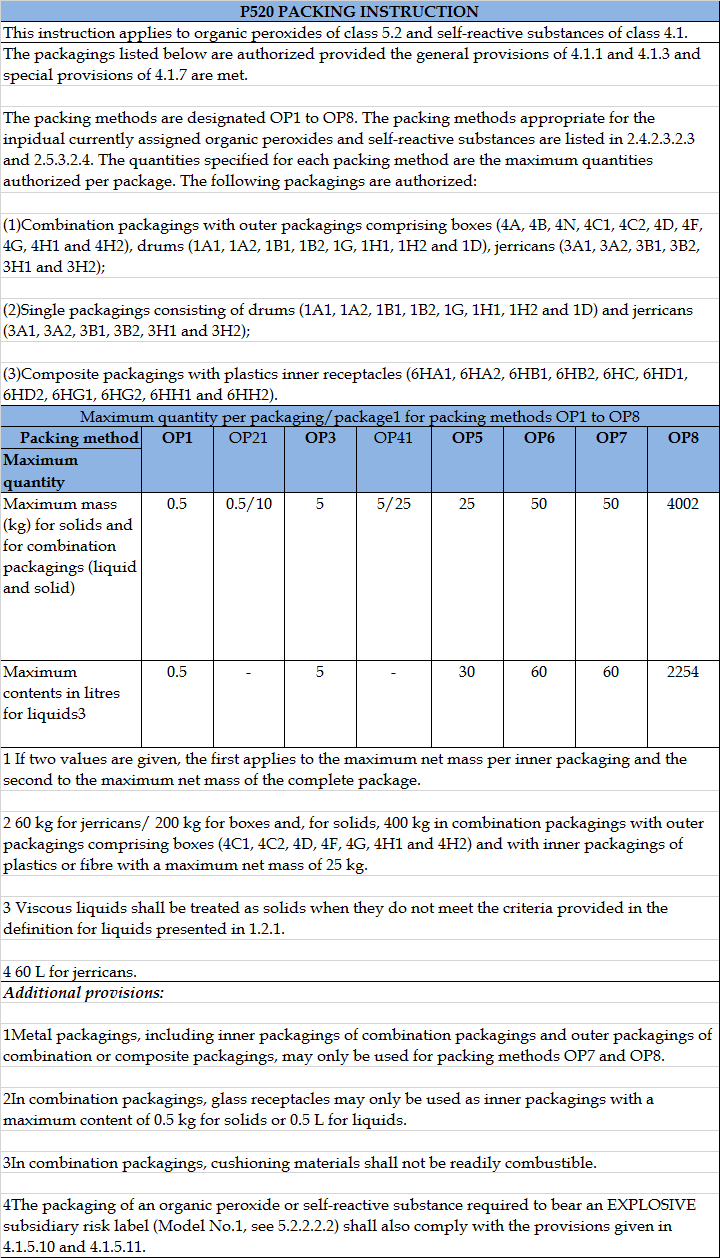 P520 PACKING INSTRUCTION
This instruction applies to organic peroxides of class 5.2 and self-reactive substances of class 4.1.
The packagings listed below are authorized provided the general provisions of 4.1.1 and 4.1.3 and
special provisions of 4.1.7 are met.
The packing methods are designated OP1 to OP8. The packing methods appropriate for the
inpidual currently assigned organic peroxides and self-reactive substances are listed in 2.4.2.3.2.3
and 2.5.3.2.4. The quantities specified for each packing method are the maximum quantities
authorized per package. The following packagings are authorized:
(1)Combination packagings with outer packagings comprising boxes (4A, 4B, 4N, 4C1, 4C2, 4D, 4F,
4G, 4H1 and 4H2), drums (1A1, 1A2, 1B1, 1B2, 1G, 1H1, 1H2 and 1D), jerricans (3A1, 3A2, 3B1, 3B2,
3H1 and 3H2);
(2)Single packagings consisting of drums (1A1, 1A2, 1B1, 1B2, 1G, 1H1, 1H2 and 1D) and jerricans
(3A1, 3A2, 3B1, 3B2, 3H1 and 3H2);
(3)Composite packagings with plastics inner receptacles (6HA1, 6HA2, 6HB1, 6HB2, 6HC, 6HD1,
6HD2, 6HG1, 6HG2, 6HH1 and 6HH2).
Maximum quantity per packaging/package1 for packing methods OP1 to OP8
Packing method OP1 OP21 OP3 OP41 OP5 OP6 OP7 OP8
Maximum
quantity
Maximum mass 0.5 0.5/10 5 5/25 25 50 50 4002
(kg) for solids and
for combination
packagings (liquid
and solid)
Maximum 0.5 - 5 - 30 60 60 2254
contents in litres
for liquids3
1 If two values are given, the first applies to the maximum net mass per inner packaging and the
second to the maximum net mass of the complete package.
2 60 kg for jerricans/ 200 kg for boxes and, for solids, 400 kg in combination packagings with outer
packagings comprising boxes (4C1, 4C2, 4D, 4F, 4G, 4H1 and 4H2) and with inner packagings of
plastics or fibre with a maximum net mass of 25 kg.
3 Viscous liquids shall be treated as solids when they do not meet the criteria provided in the
definition for liquids presented in 1.2.1.
4 60 L for jerricans.
Additional provisions:
1Metal packagings, including inner packagings of combination packagings and outer packagings of
combination or composite packagings, may only be used for packing methods OP7 and OP8.
2In combination packagings, glass receptacles may only be used as inner packagings with a
maximum content of 0.5 kg for solids or 0.5 L for liquids.
3In combination packagings, cushioning materials shall not be readily combustible.
4The packaging of an organic peroxide or self-reactive substance required to bear an EXPLOSIVE
subsidiary risk label (Model No.1, see 5.2.2.2.2) shall also comply with the provisions given in
4.1.5.10 and 4.1.5.11.